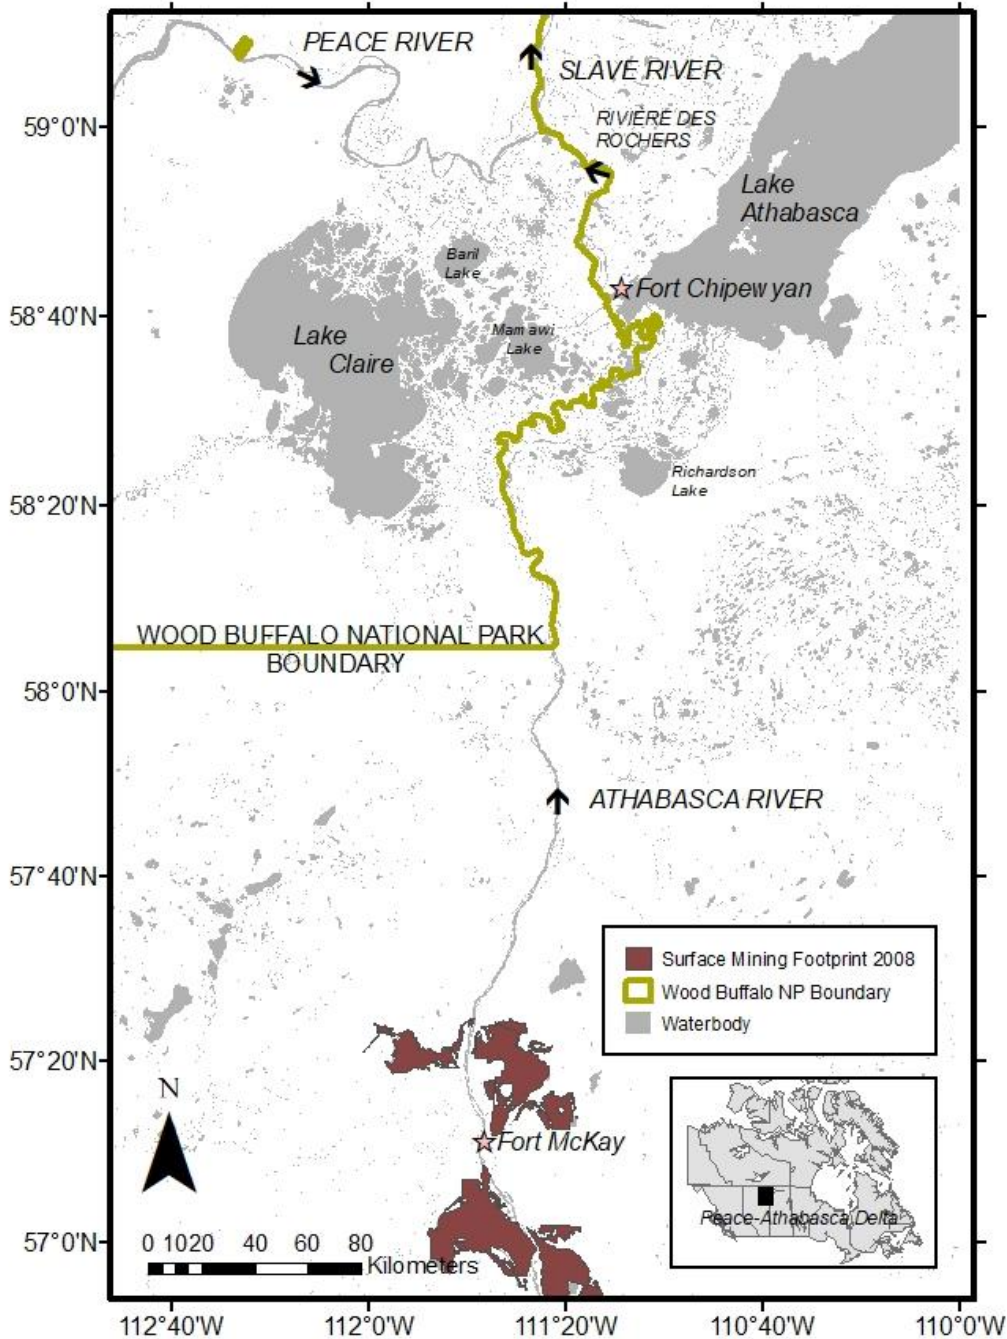 PEACE RIVER
SLAVE RIVER
RIVIÈRE DES
ROCHERS
59°0'N
Lake
Athabasca
Baril
Lake
Fort Chipewyan
58°40'N
Lake
Claire
Mamawi
Lake
Richardson
Lake
58°20'N
WOOD BUFFALO NATIONAL PARK
BOUNDARY
58°0'N
ATHABASCA RIVER
57°40'N
Surface Mining Footprint 2008
Wood Buffalo NP Boundary
Waterbody
57°20'N
N
Fort McKay
Peace-Athabasca Delta
57°0'N
0 10 20 40 60 80
Kilometers
112°40'W 112°0'W 111°20'W 110°40'W 110°0'W